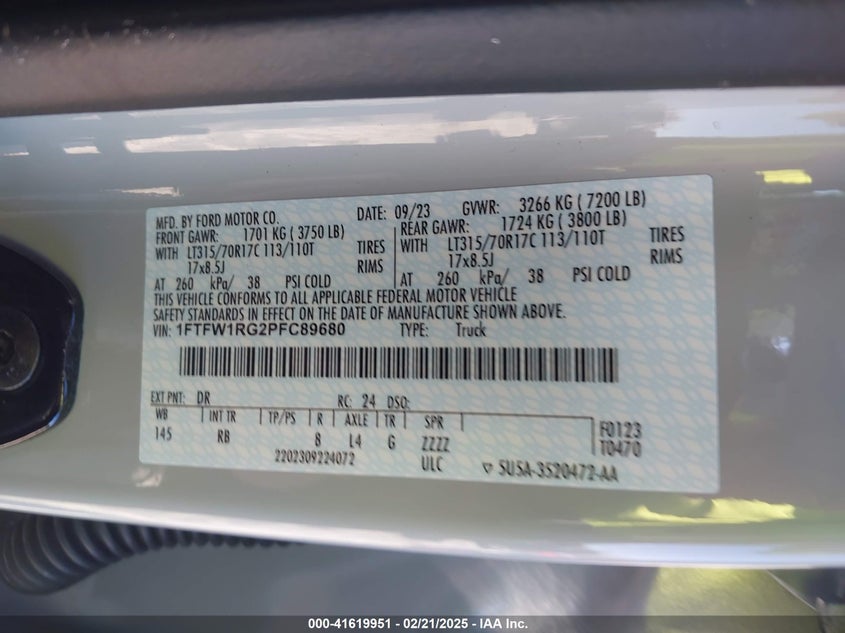 MFD. BY FORD MOTOR CO. DATE: 09/23 GVWR: 3266 KG ( 7200 LB)
FRONT GAWR: 1701 KG ( 3750 LB) REAR GAWR: 1724 KG ( 3800 LB)
WITH LT315/70R17C 113/110T TIRES WITH LT315/70R17C 113/110T TIRES
17x8.5J RIMS 17x8.5J RIMS
AT 260 kPa/ 38 PSI COLD AT 260 kPa/ 38 PSI COLD
THIS VEHICLE CONFORMS TO ALL APPLICABLE FEDERAL MOTOR VEHICLE
SAFETY STANDARDS IN EFFECT ON THE DATE OF MANUFACTURE SHOWN ABOVE.
VIN: 1FTFW1RG2PFC89680 TYPE: Truck
EXT PNT: DR RC: 24 DSO:
WB INT TR TP/PS R AXLE TR SPR F0123
145 RB 8 L4 G ZZZZ T0470
2202309224072 ULC 5U5A-3520472-AA
000-41619951 - 02/21/2025 - IAA Inc.